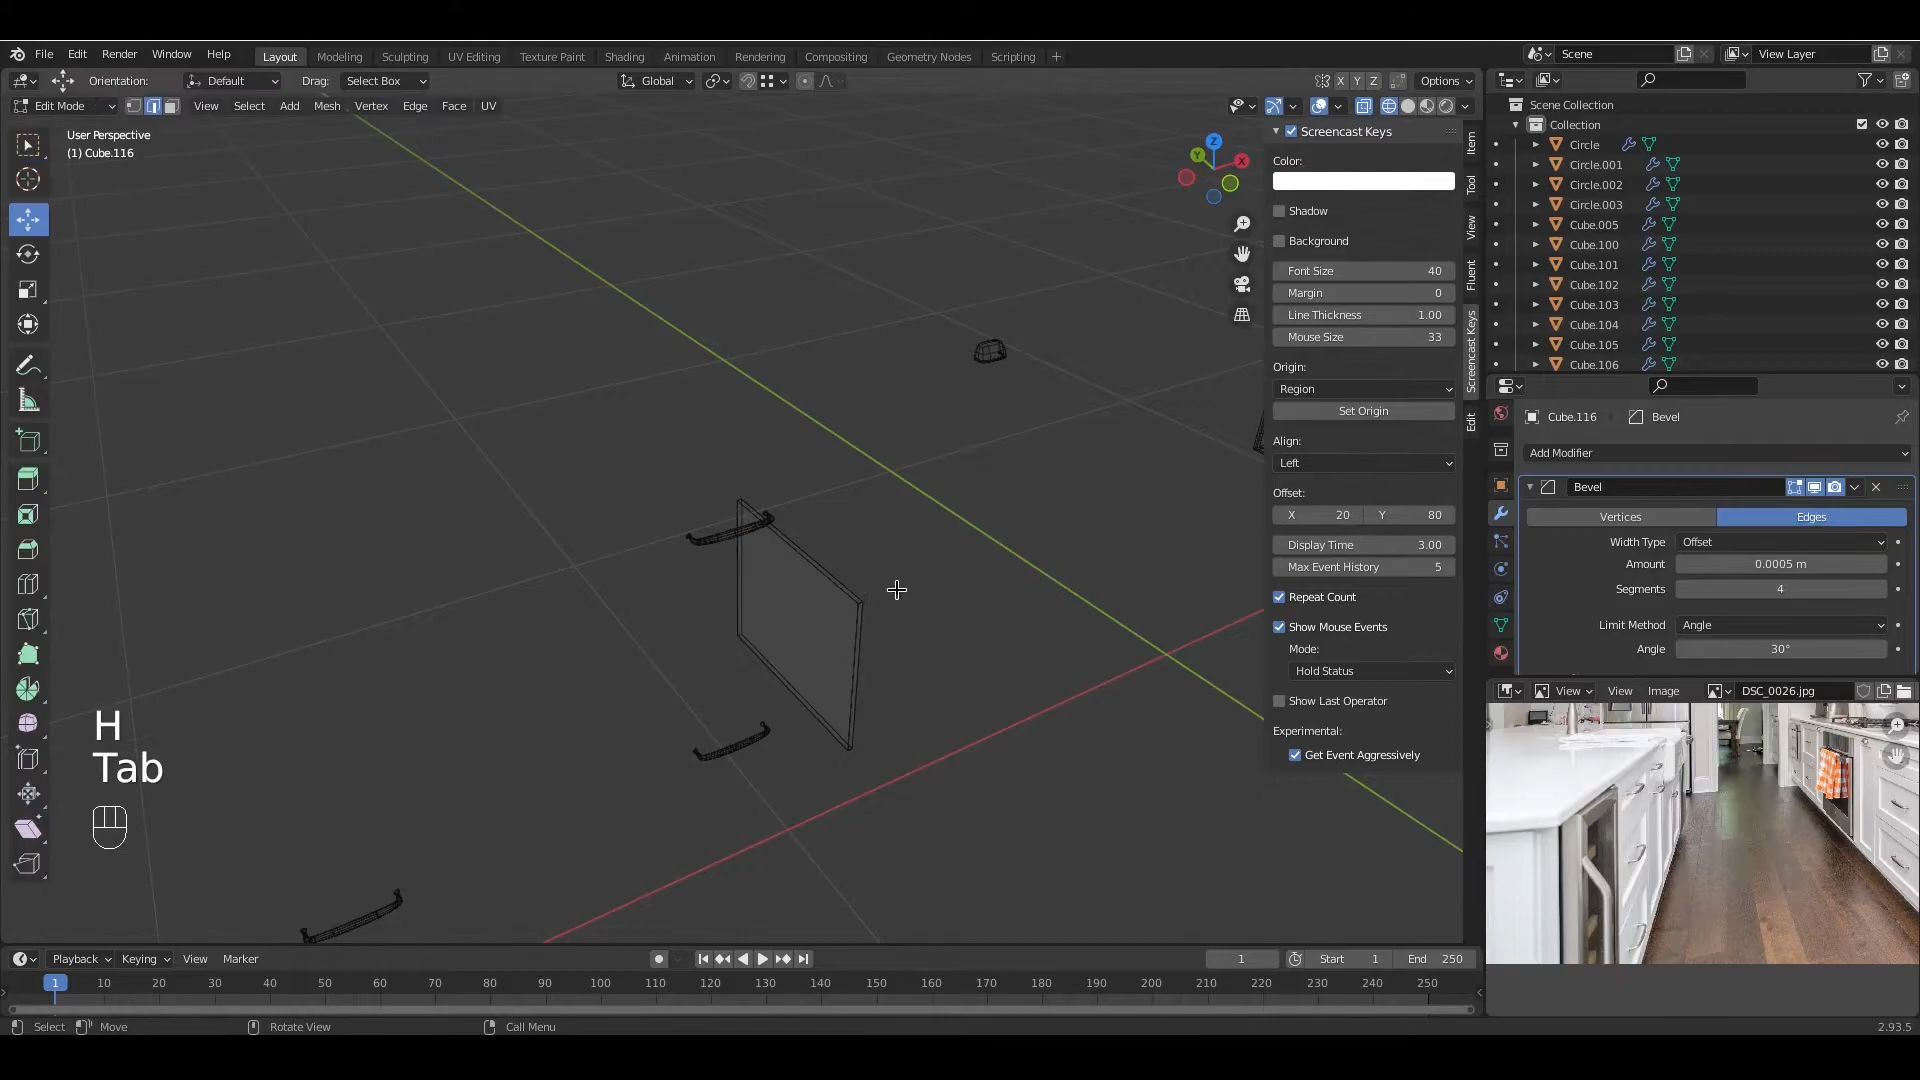 File Edit Render Window Help Layout Modeling Sculpting UV Editing Texture Paint Shading Animation Rendering Compositing Geometry Nodes Scripting + Scene View Layer
Orientation: Default Drag: Select Box Global X Y Z Options
Edit Mode View Select Add Mesh Vertex Edge Face UV
User Perspective
(1) Cube.116
Z
Y
X
Screencast Keys
Color:
Shadow
Background
Font Size 40
Margin 0
Line Thickness 1.00
Mouse Size 33
Origin:
Region
Set Origin
Align:
Left
Offset:
X 20 Y 80
Display Time 3.00
Max Event History 5
Repeat Count
Show Mouse Events
Mode:
Hold Status
Show Last Operator
Experimental:
Get Event Aggressively
Item
Tool
View
Fluent
Screencast Keys
Edit
Scene Collection
Collection
Circle
Circle.001
Circle.002
Circle.003
Cube.005
Cube.100
Cube.101
Cube.102
Cube.103
Cube.104
Cube.105
Cube.106
Cube.116 Bevel
Add Modifier
Bevel
Vertices Edges
Width Type Offset
Amount 0.0005 m
Segments 4
Limit Method Angle
Angle 30°
View View Image DSC_0026.jpg
H
Tab
Playback Keying View Marker 1 Start 1 End 250
1 10 20 30 40 50 60 70 80 90 100 110 120 130 140 150 160 170 180 190 200 210 220 230 240 250
Select Move Rotate View Call Menu 2.93.5